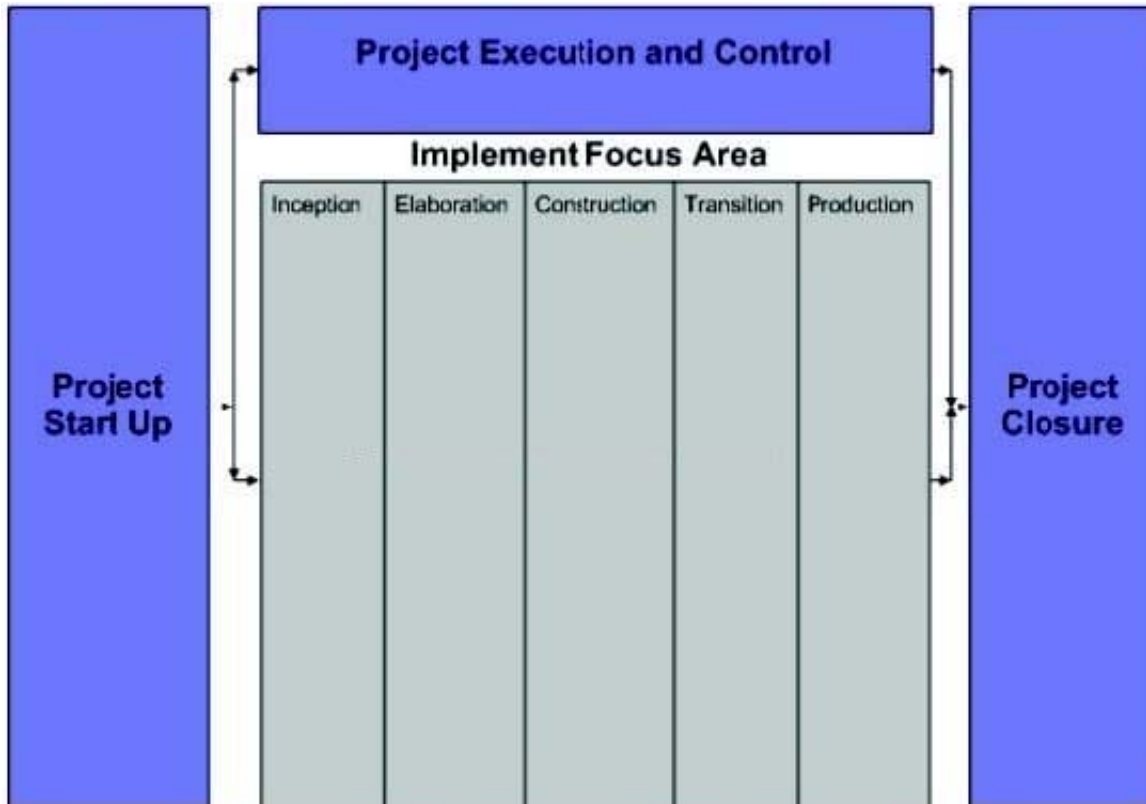 Project Execution and Control
Implement Focus Area
Inception
Elaboration
Construction
Transition
Production
Project
Start Up
Project
Closure